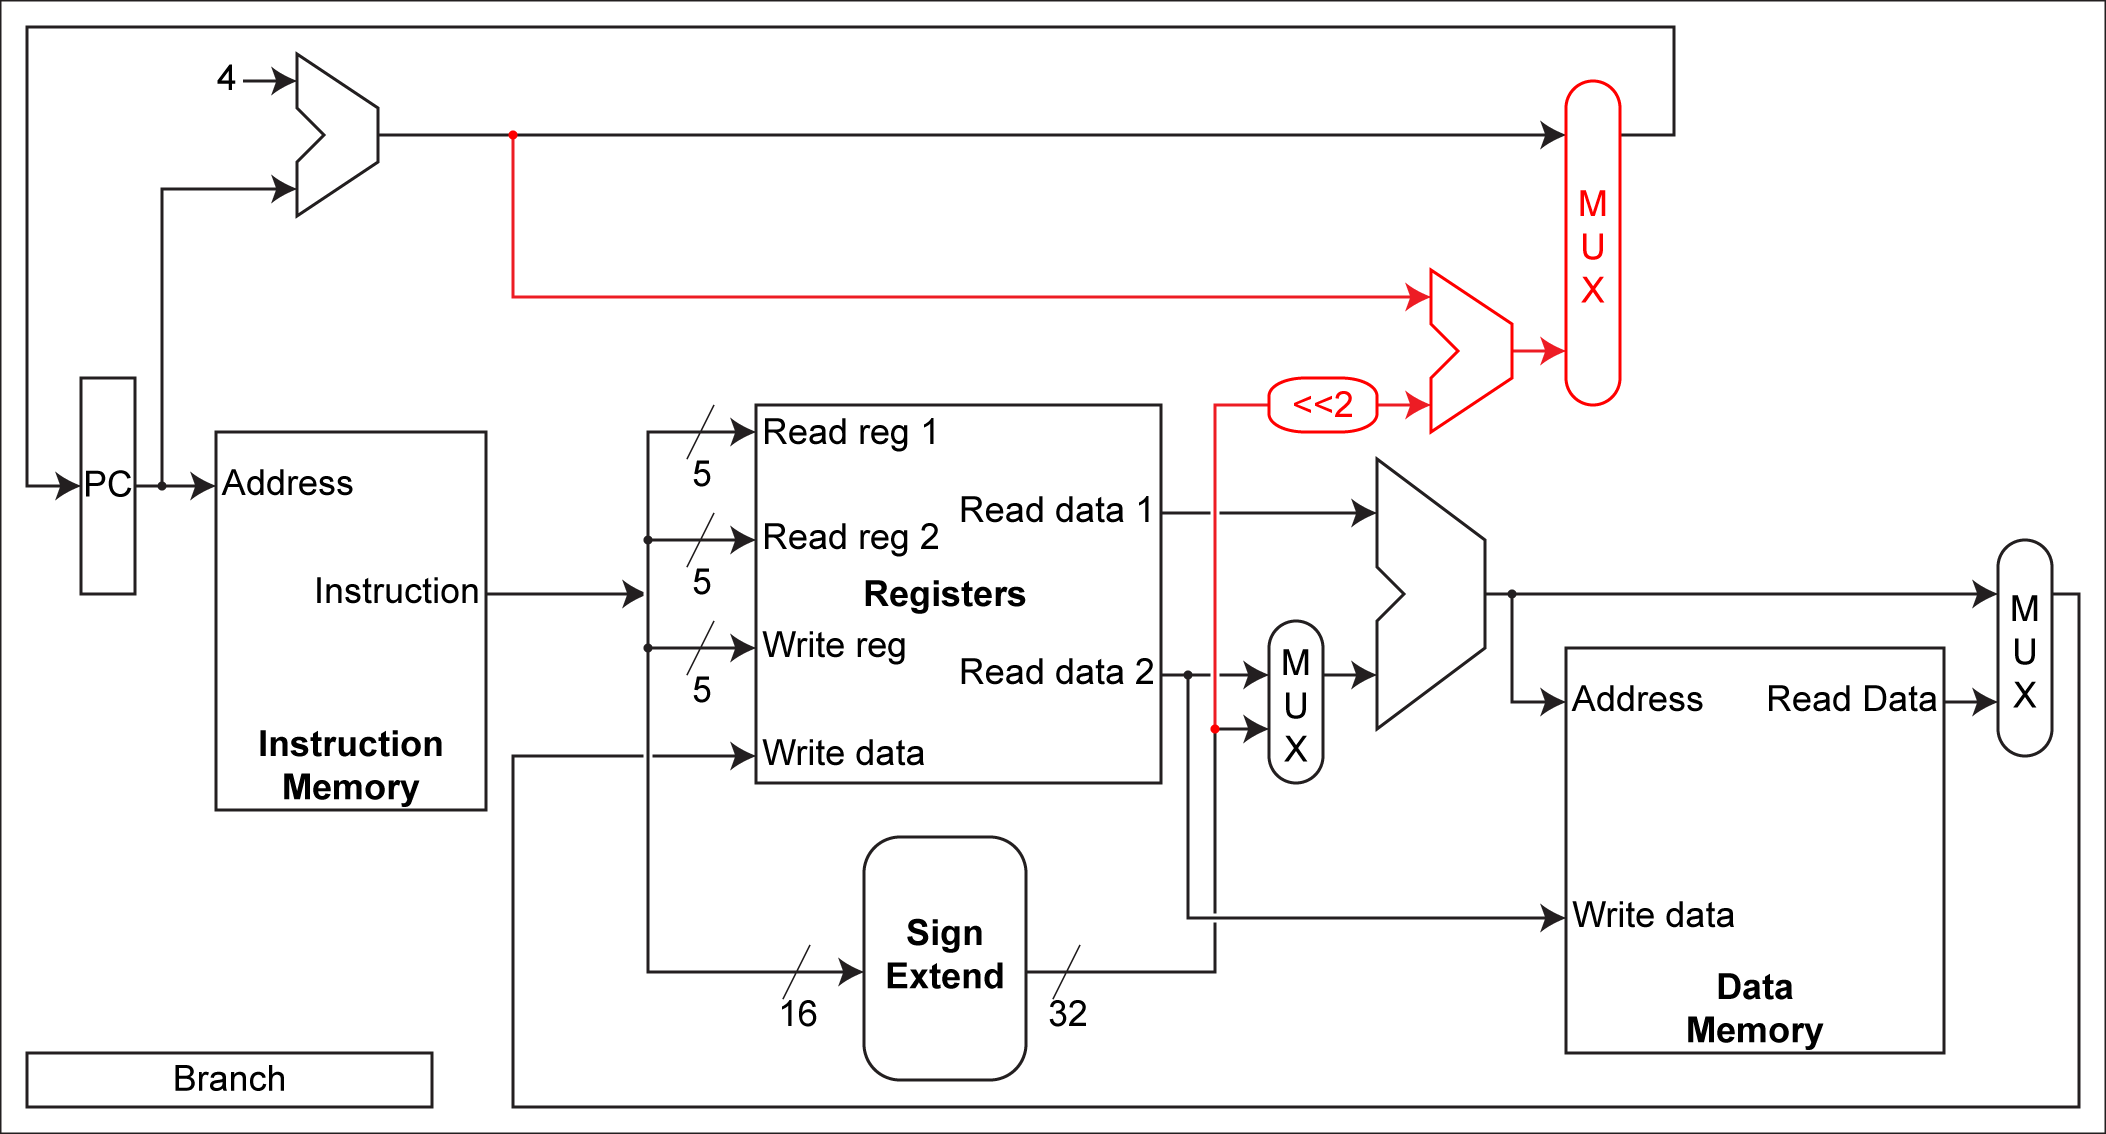 4
M
U
X
<<2
PC
Address
Instruction
Instruction
Memory
5
5
5
Read reg 1
Read reg 2
Write reg
Write data
Read data 1
Registers
Read data 2
M
U
X
Address
Read Data
Write data
Data
Memory
M
U
X
Sign
Extend
16
32
Branch